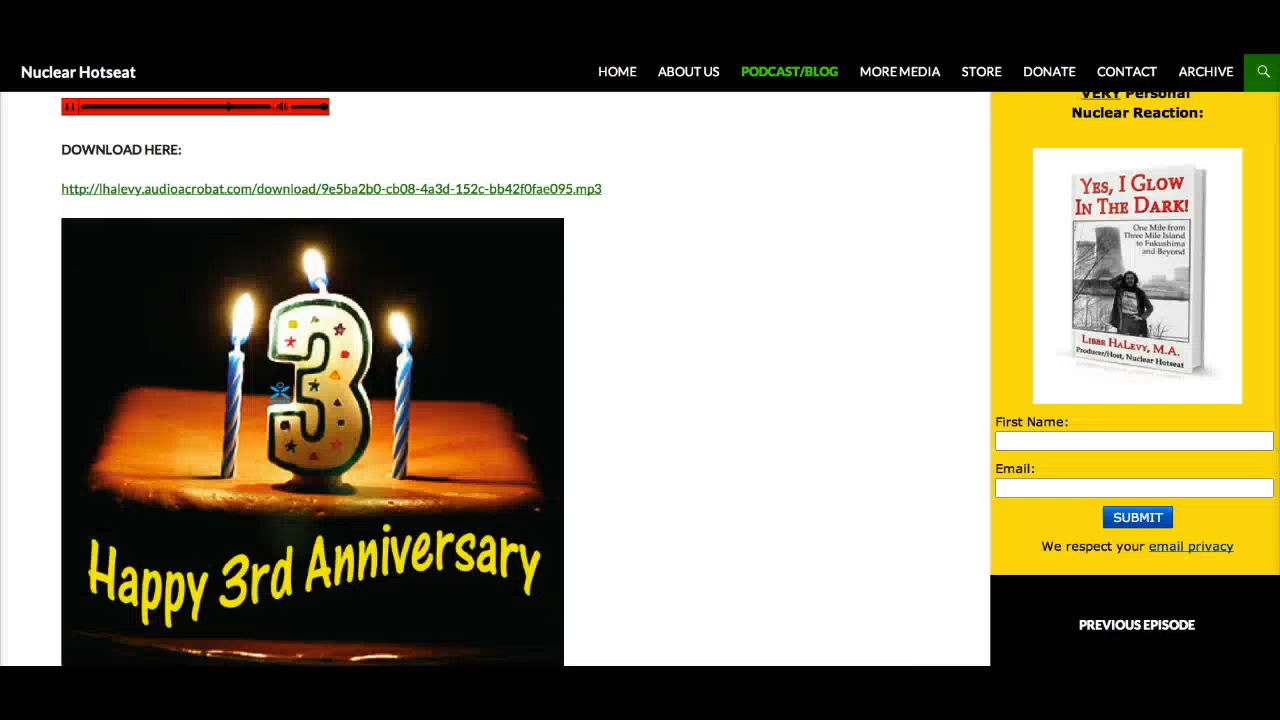 Nuclear Hotseat
HOME
ABOUT US
PODCAST/BLOG
MORE MEDIA
STORE
DONATE
CONTACT
ARCHIVE
DOWNLOAD HERE:
http://lhalevy.audioacrobat.com/download/9e5ba2b0-cb08-4a3d-152c-bb42f0fae095.mp3
3
Happy 3rd Anniversary
VERY Personal
Nuclear Reaction:
YES, I GLOW
IN THE DARK!
One Mile from
Three Mile Island
to Fukushima
and Beyond
LIBBE HALEVY, M.A.
Producer/Host, Nuclear Hotseat
First Name:
Email:
SUBMIT
We respect your email privacy
PREVIOUS EPISODE